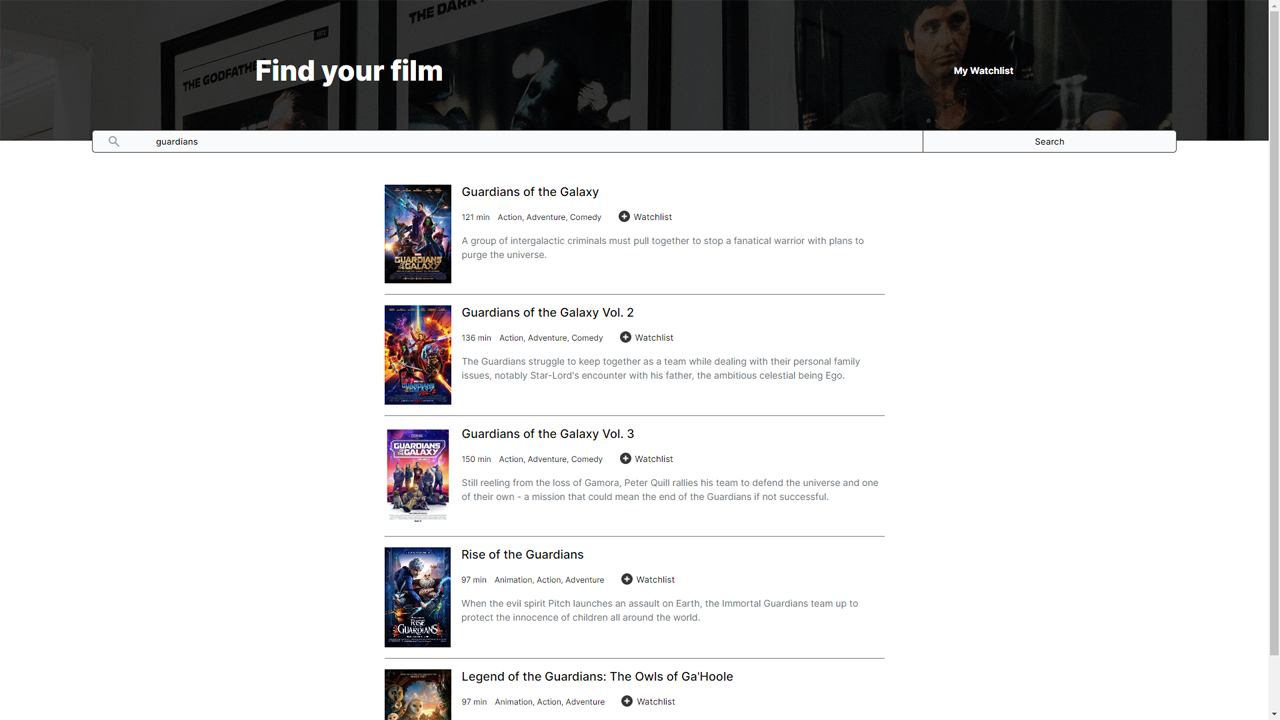 THE DARK
1972
THE GODFATHE
Find your film
My Watchlist
guardians
Search
Guardians of the Galaxy
121 min Action, Adventure, Comedy Watchlist
A group of intergalactic criminals must pull together to stop a fanatical warrior with plans to
purge the universe.
GUARDIANS
OF THE GALAXY
Guardians of the Galaxy Vol. 2
136 min Action, Adventure, Comedy Watchlist
The Guardians struggle to keep together as a team while dealing with their personal family
issues, notably Star-Lord's encounter with his father, the ambitious celestial being Ego.
Guardians of the Galaxy Vol. 3
GUARDIANS
OF THE GALAXY
150 min Action, Adventure, Comedy Watchlist
Still reeling from the loss of Gamora, Peter Quill rallies his team to defend the universe and one
of their own - a mission that could mean the end of the Guardians if not successful.
Rise of the Guardians
97 min Animation, Action, Adventure Watchlist
When the evil spirit Pitch launches an assault on Earth, the Immortal Guardians team up to
protect the innocence of children all around the world.
RISE
OF THE
GUARDIANS
Legend of the Guardians: The Owls of Ga'Hoole
97 min Animation, Action, Adventure Watchlist